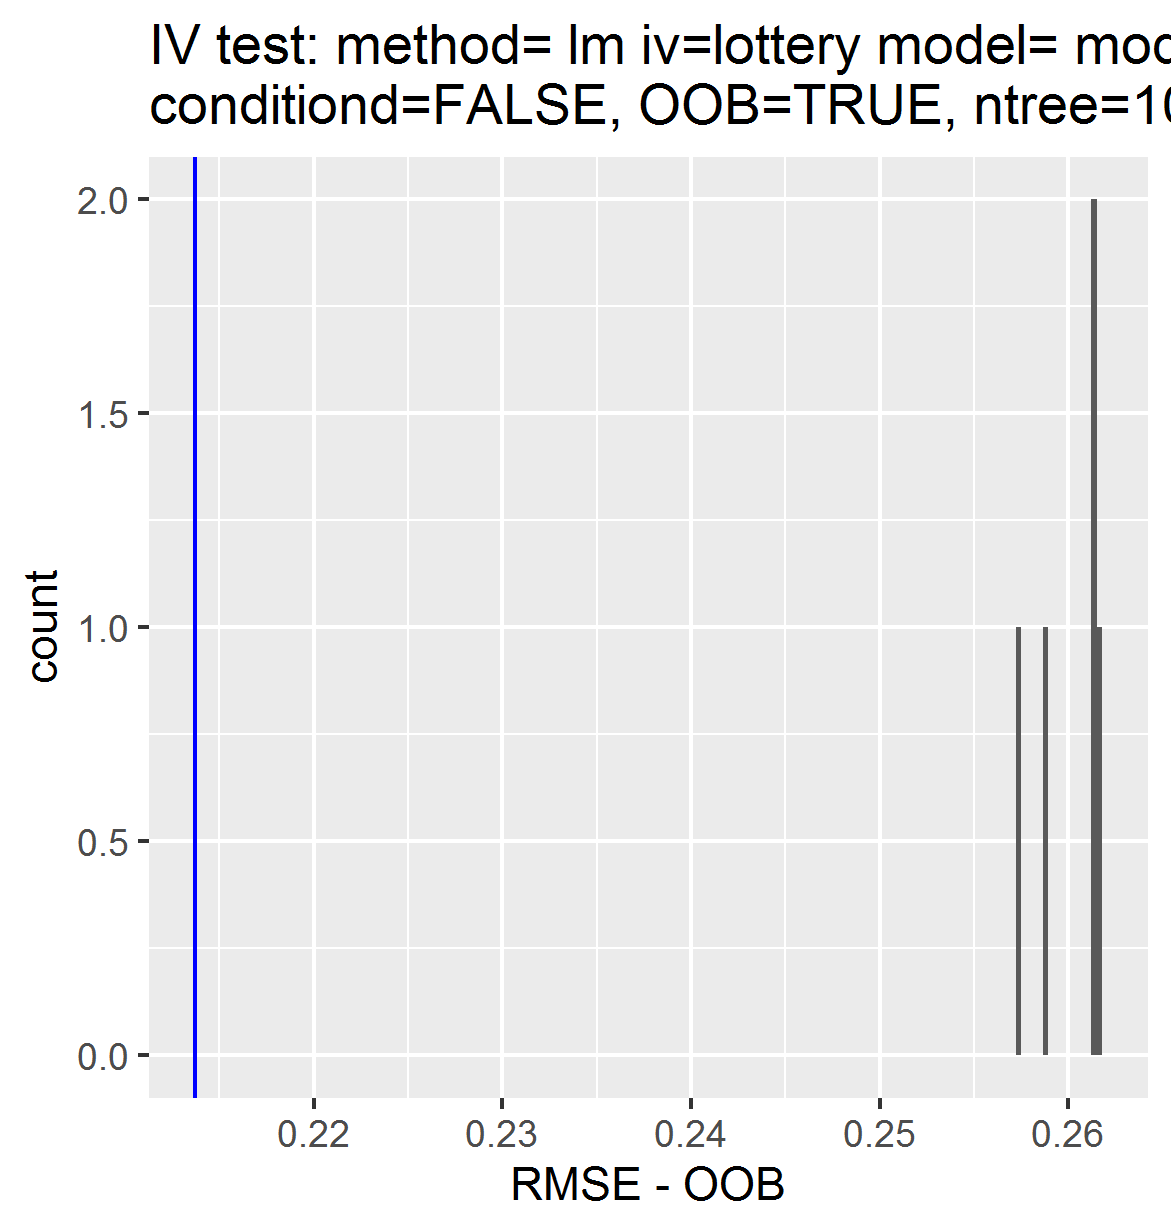 IV test: method= lm iv=lottery model= mod
conditiond=FALSE, OOB=TRUE, ntree=10
2.0
1.5
1.0
0.5
0.0
count
0.22 0.23 0.24 0.25 0.26
RMSE - OOB